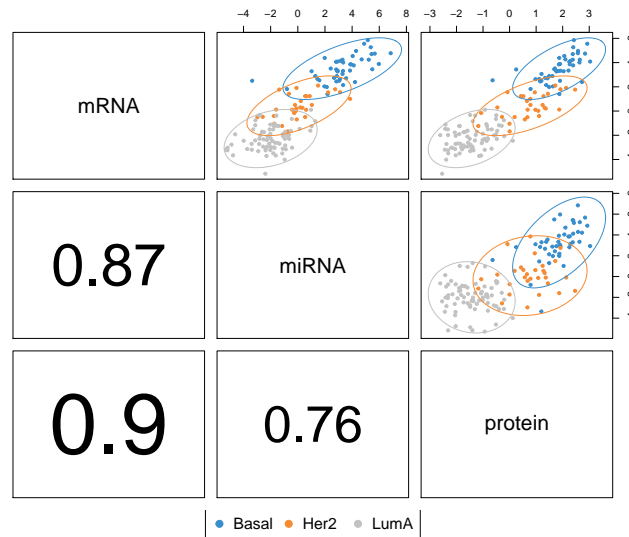 −4 −2 0 2 4 6 8 −3 −2 −1 0 1 2 3
mRNA
0.87 miRNA
0.9 0.76 protein
Basal Her2 LumA